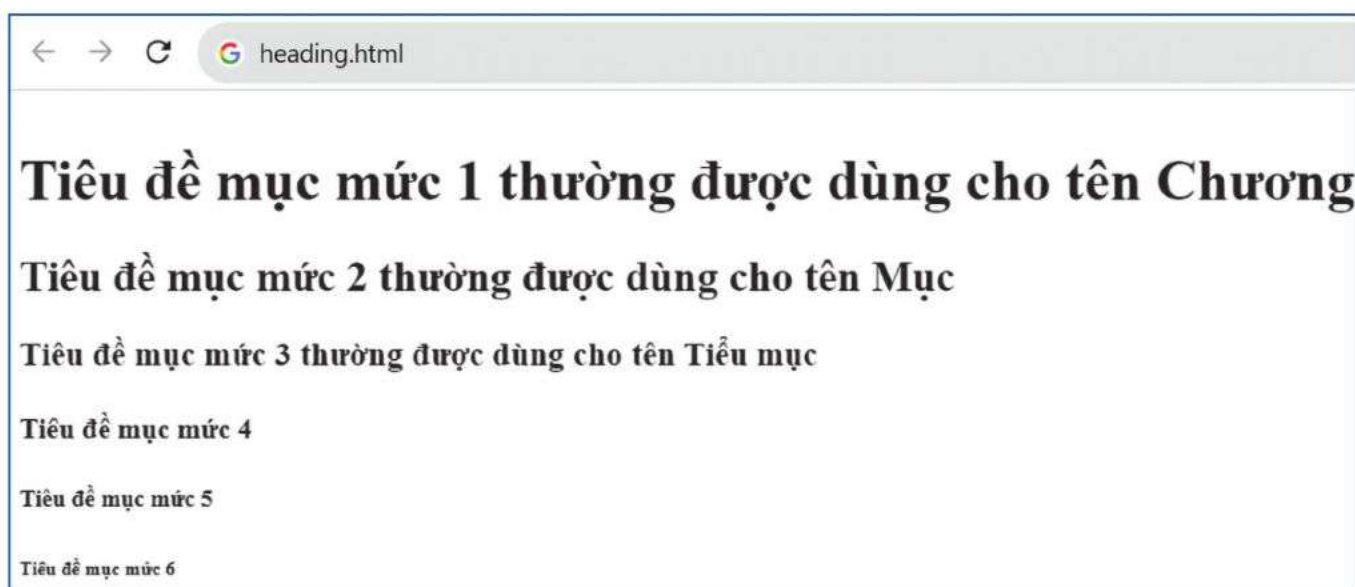 heading.html
Tiêu đề mục mức 1 thường được dùng cho tên Chương
Tiêu đề mục mức 2 thường được dùng cho tên Mục
Tiêu đề mục mức 3 thường được dùng cho tên Tiểu mục
Tiêu đề mục mức 4
Tiêu đề mục mức 5
Tiêu đề mục mức 6